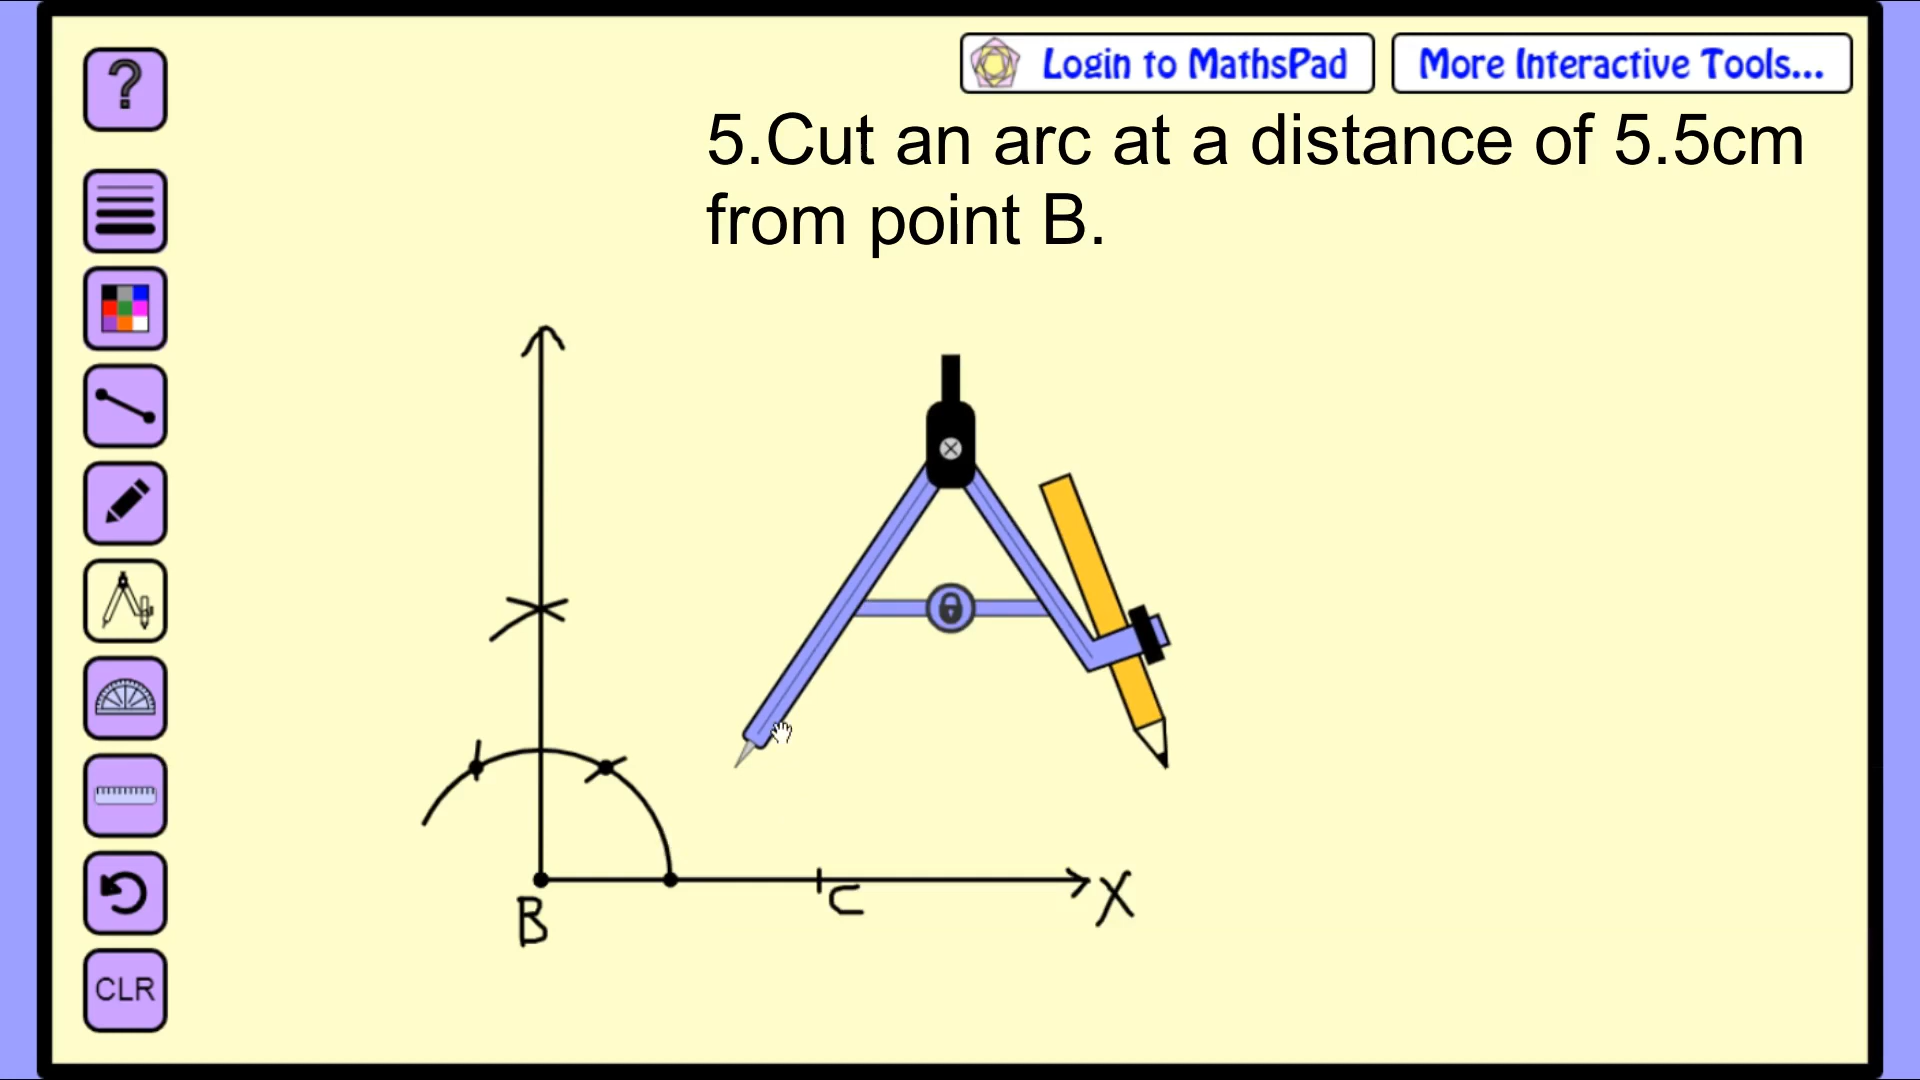 ?
Login to MathsPad
More Interactive Tools...
5.Cut an arc at a distance of 5.5cm
from point B.
B
C
X
CLR